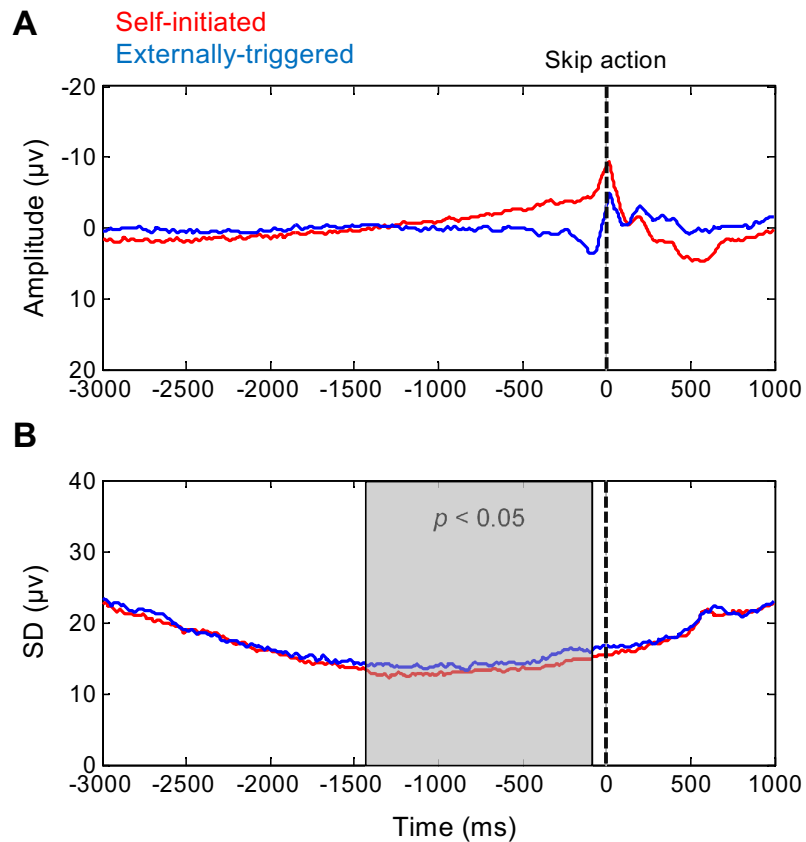 A
Self-initiated
Externally-triggered
Skip action
Amplitude (µv)
-20
-10
0
10
20
-3000 -2500 -2000 -1500 -1000 -500 0 500 1000
B
SD (µv)
40
30
20
10
0
p < 0.05
-3000 -2500 -2000 -1500 -1000 -500 0 500 1000
Time (ms)